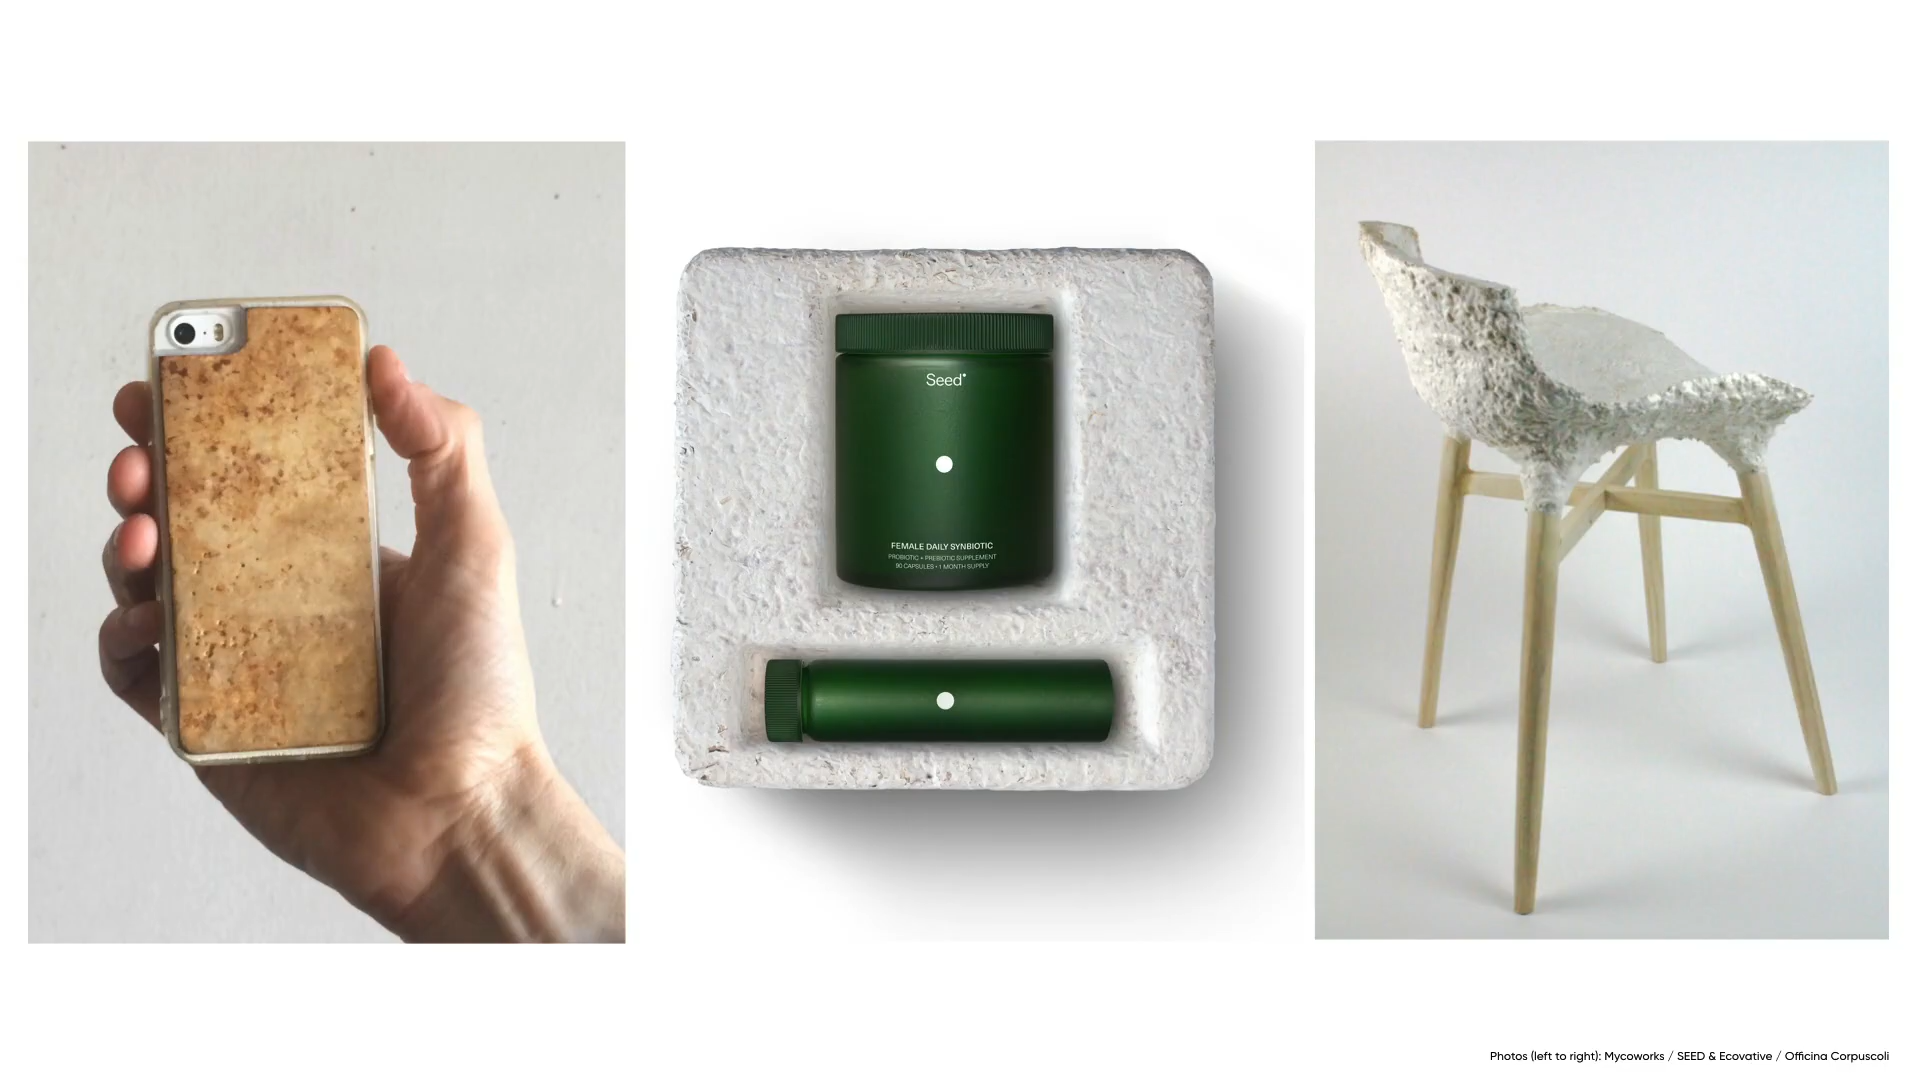 Seed
FEMALE DAILY SYNBIOTIC
PROBIOTIC + PREBIOTIC SUPPLEMENT
90 CAPSULES • 1 MONTH SUPPLY
Photos (left to right): Mycoworks / SEED & Ecovative / Officina Corpuscoli